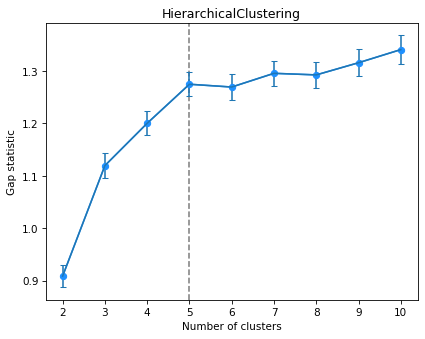 HierarchicalClustering
Gap statistic
1.3
1.2
1.1
1.0
0.9
2 3 4 5 6 7 8 9 10
Number of clusters